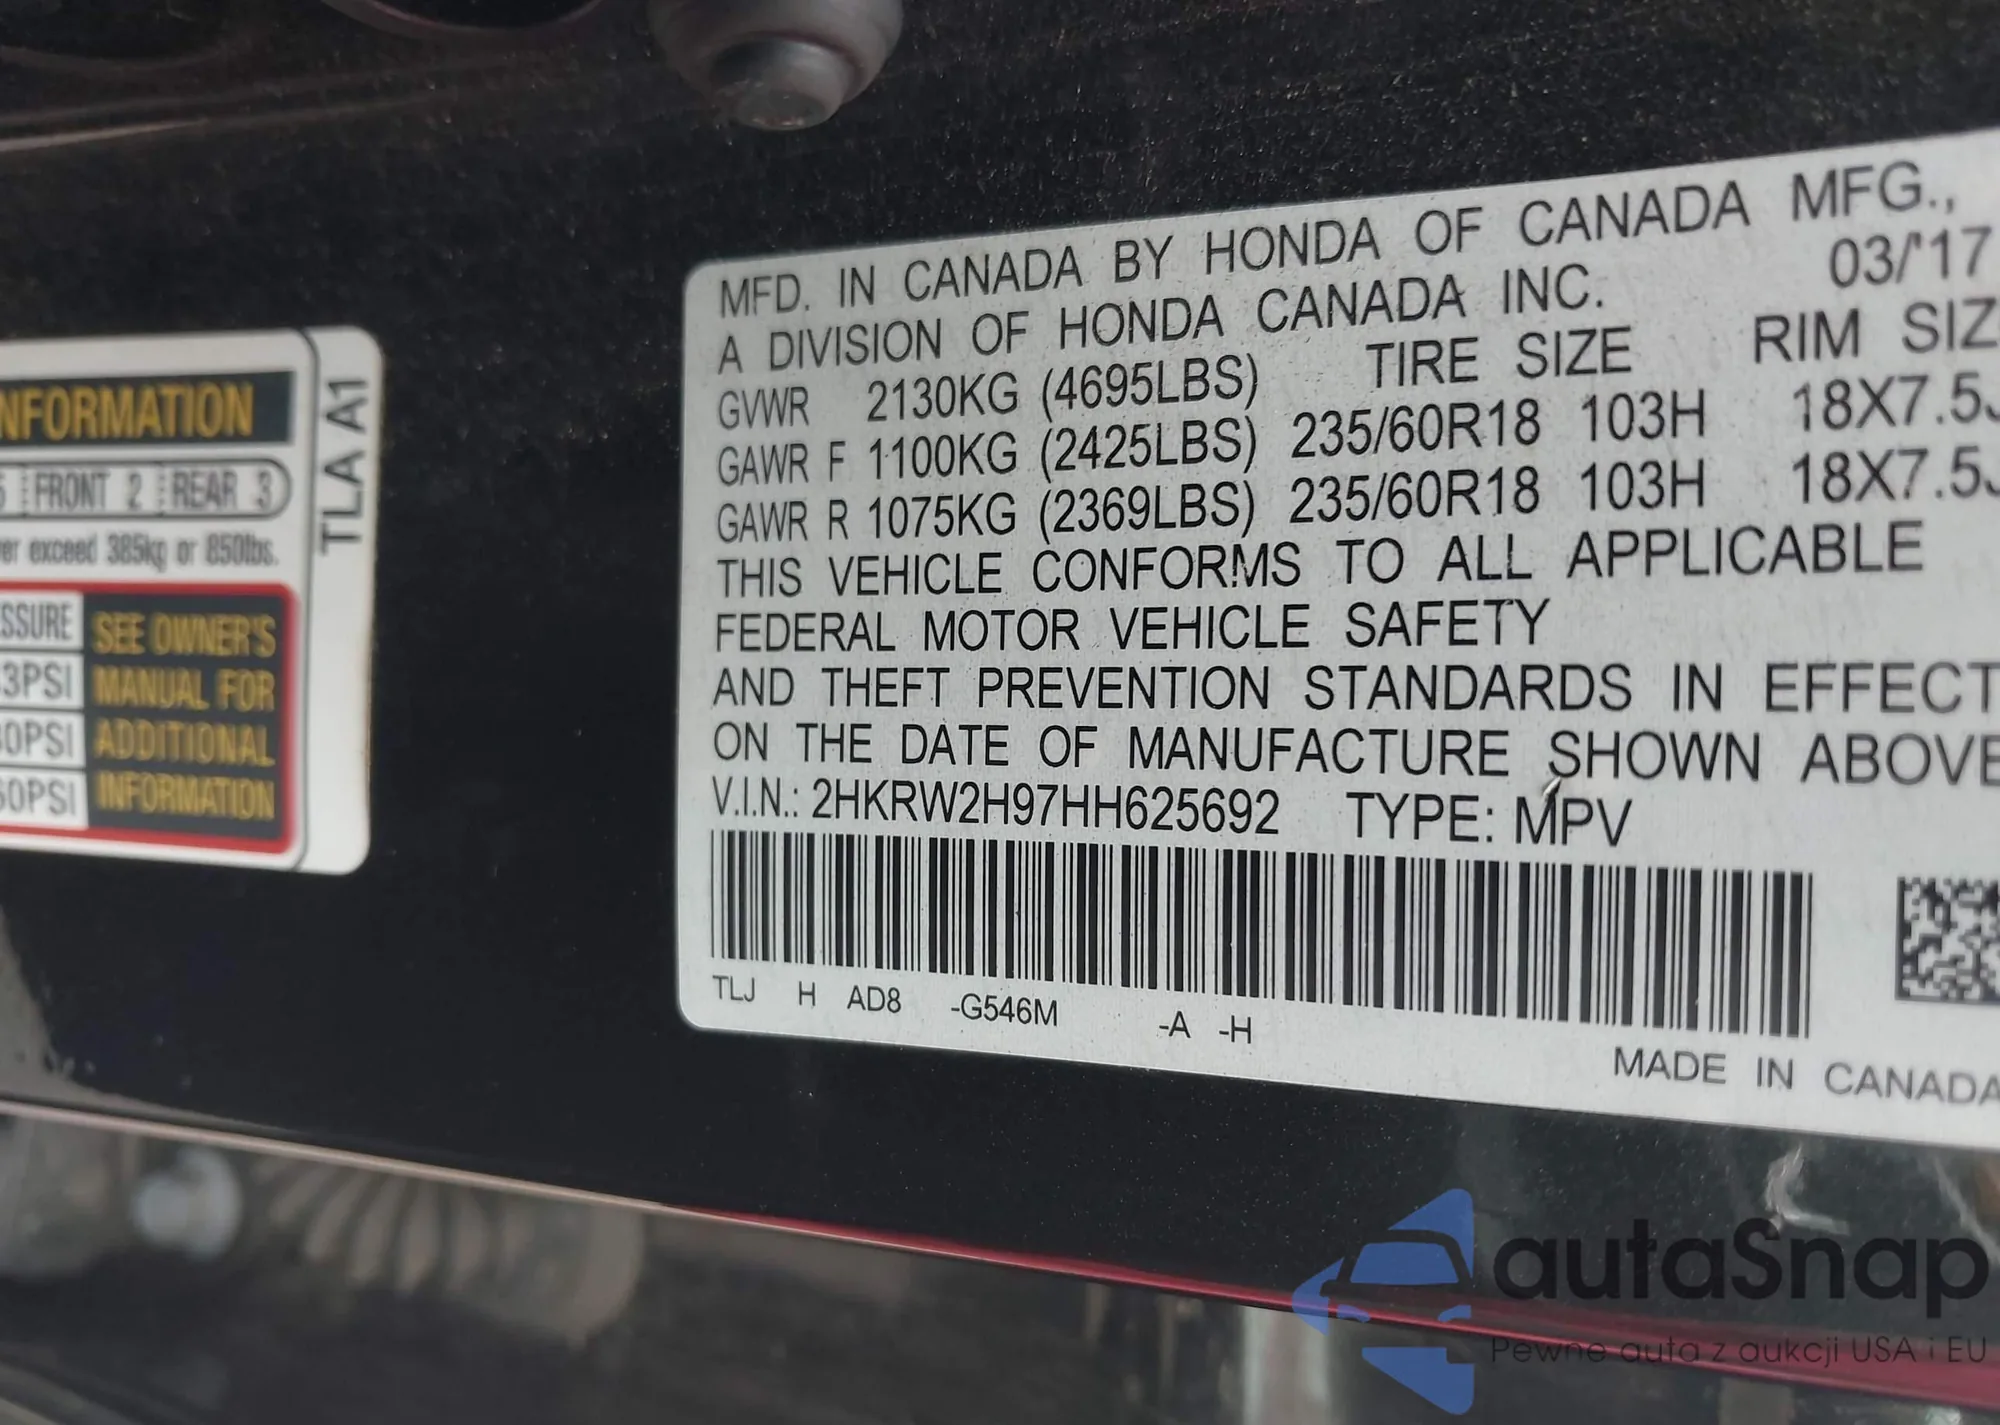 NFORMATION
FRONT 2 REAR 3
er exceed 385kg or 850lbs.
SSURE
3PSI
0PSI
60PSI
SEE OWNER'S
MANUAL FOR
ADDITIONAL
INFORMATION
TLA A1
MFD. IN CANADA BY HONDA OF CANADA MFG.,
A DIVISION OF HONDA CANADA INC. 03/'17
GVWR 2130KG (4695LBS) TIRE SIZE RIM SIZ
GAWR F 1100KG (2425LBS) 235/60R18 103H 18X7.5J
GAWR R 1075KG (2369LBS) 235/60R18 103H 18X7.5J
THIS VEHICLE CONFORMS TO ALL APPLICABLE
FEDERAL MOTOR VEHICLE SAFETY
AND THEFT PREVENTION STANDARDS IN EFFECT
ON THE DATE OF MANUFACTURE SHOWN ABOVE
V.I.N.: 2HKRW2H97HH625692 TYPE: MPV
TLJ H AD8 -G546M -A -H
MADE IN CANADA
autaSnap
Pewne auta z aukcji USA i EU